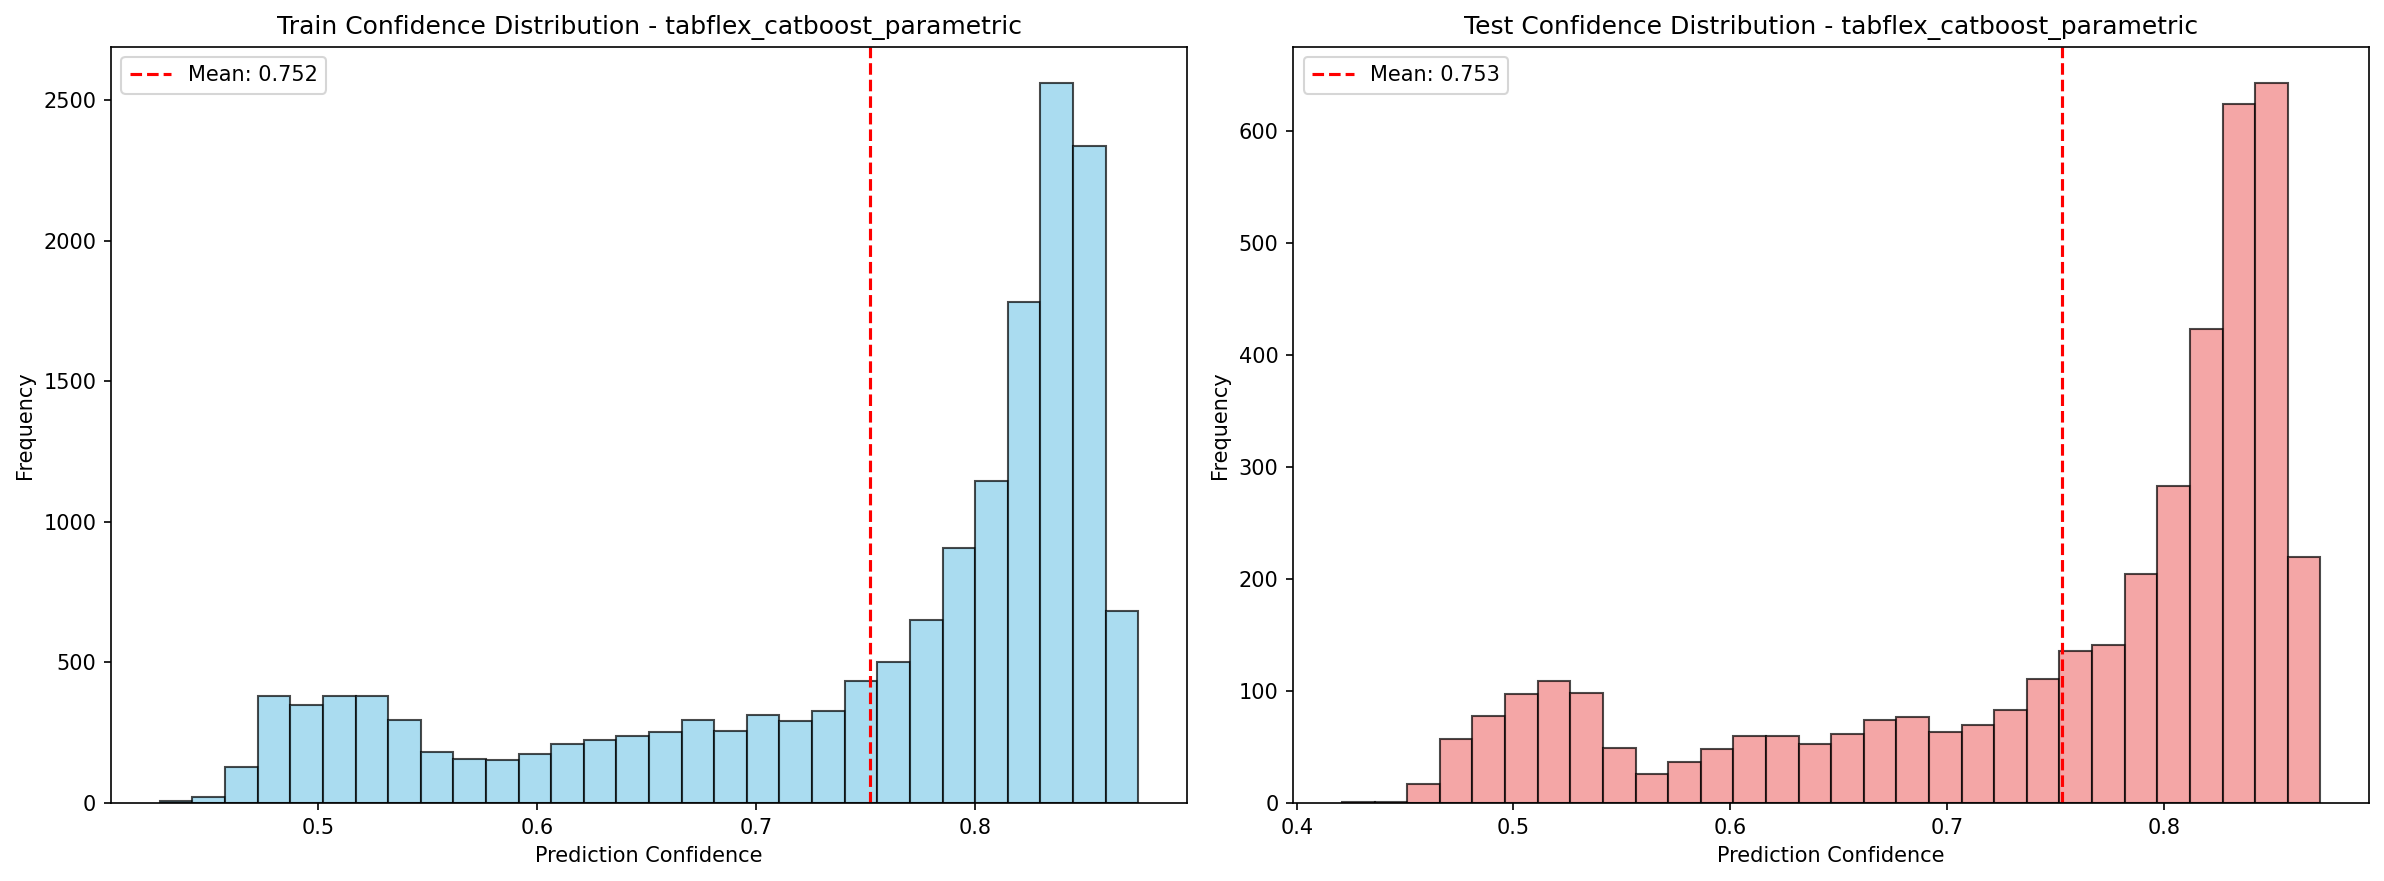 Train Confidence Distribution - tabflex_catboost_parametric
Mean: 0.752
2500
2000
1500
1000
500
0
Frequency
0.5 0.6 0.7 0.8
Prediction Confidence
Test Confidence Distribution - tabflex_catboost_parametric
Mean: 0.753
600
500
400
300
200
100
0
Frequency
0.4 0.5 0.6 0.7 0.8
Prediction Confidence